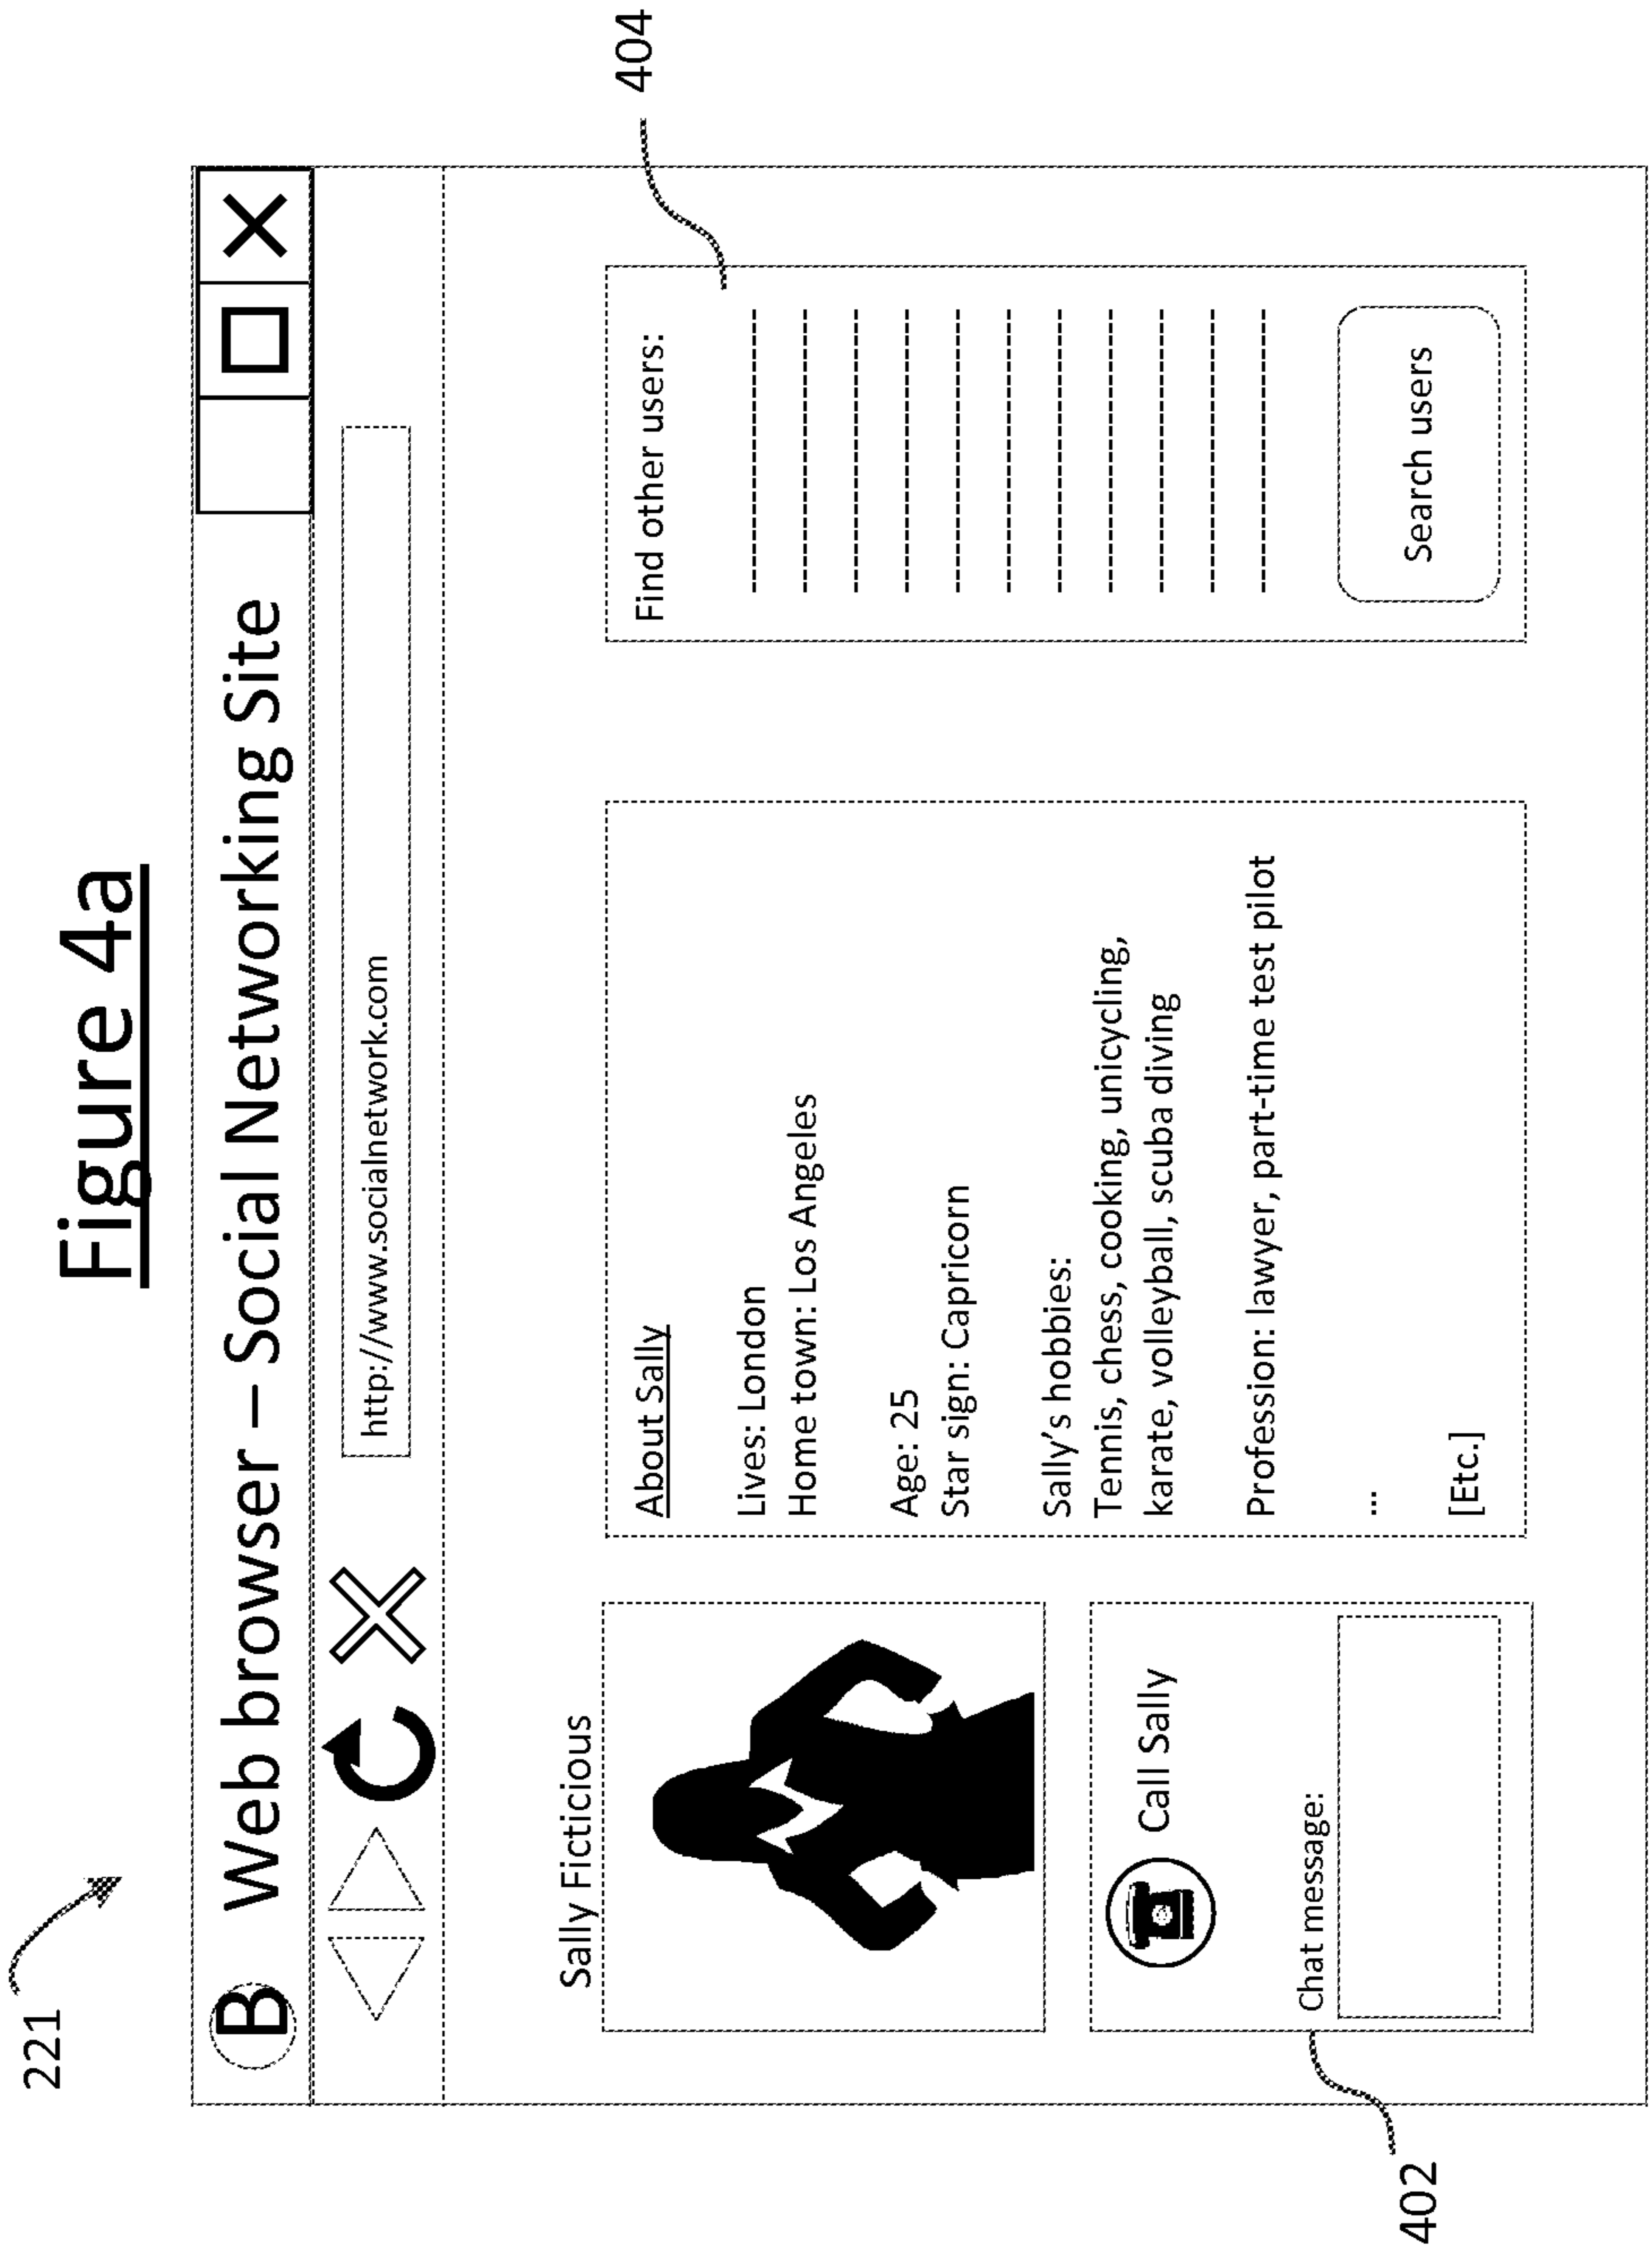 Figure 4a
221
B Web browser – Social Networking Site
http://www.socialnetwork.com
Sally Ficticious
Call Sally
Chat message:
402
About Sally
Lives: London
Home town: Los Angeles
Age: 25
Star sign: Capricorn
Sally's hobbies:
Tennis, chess, cooking, unicycling,
karate, volleyball, scuba diving
Profession: lawyer, part-time test pilot
...
[Etc.]
Find other users:
Search users
404